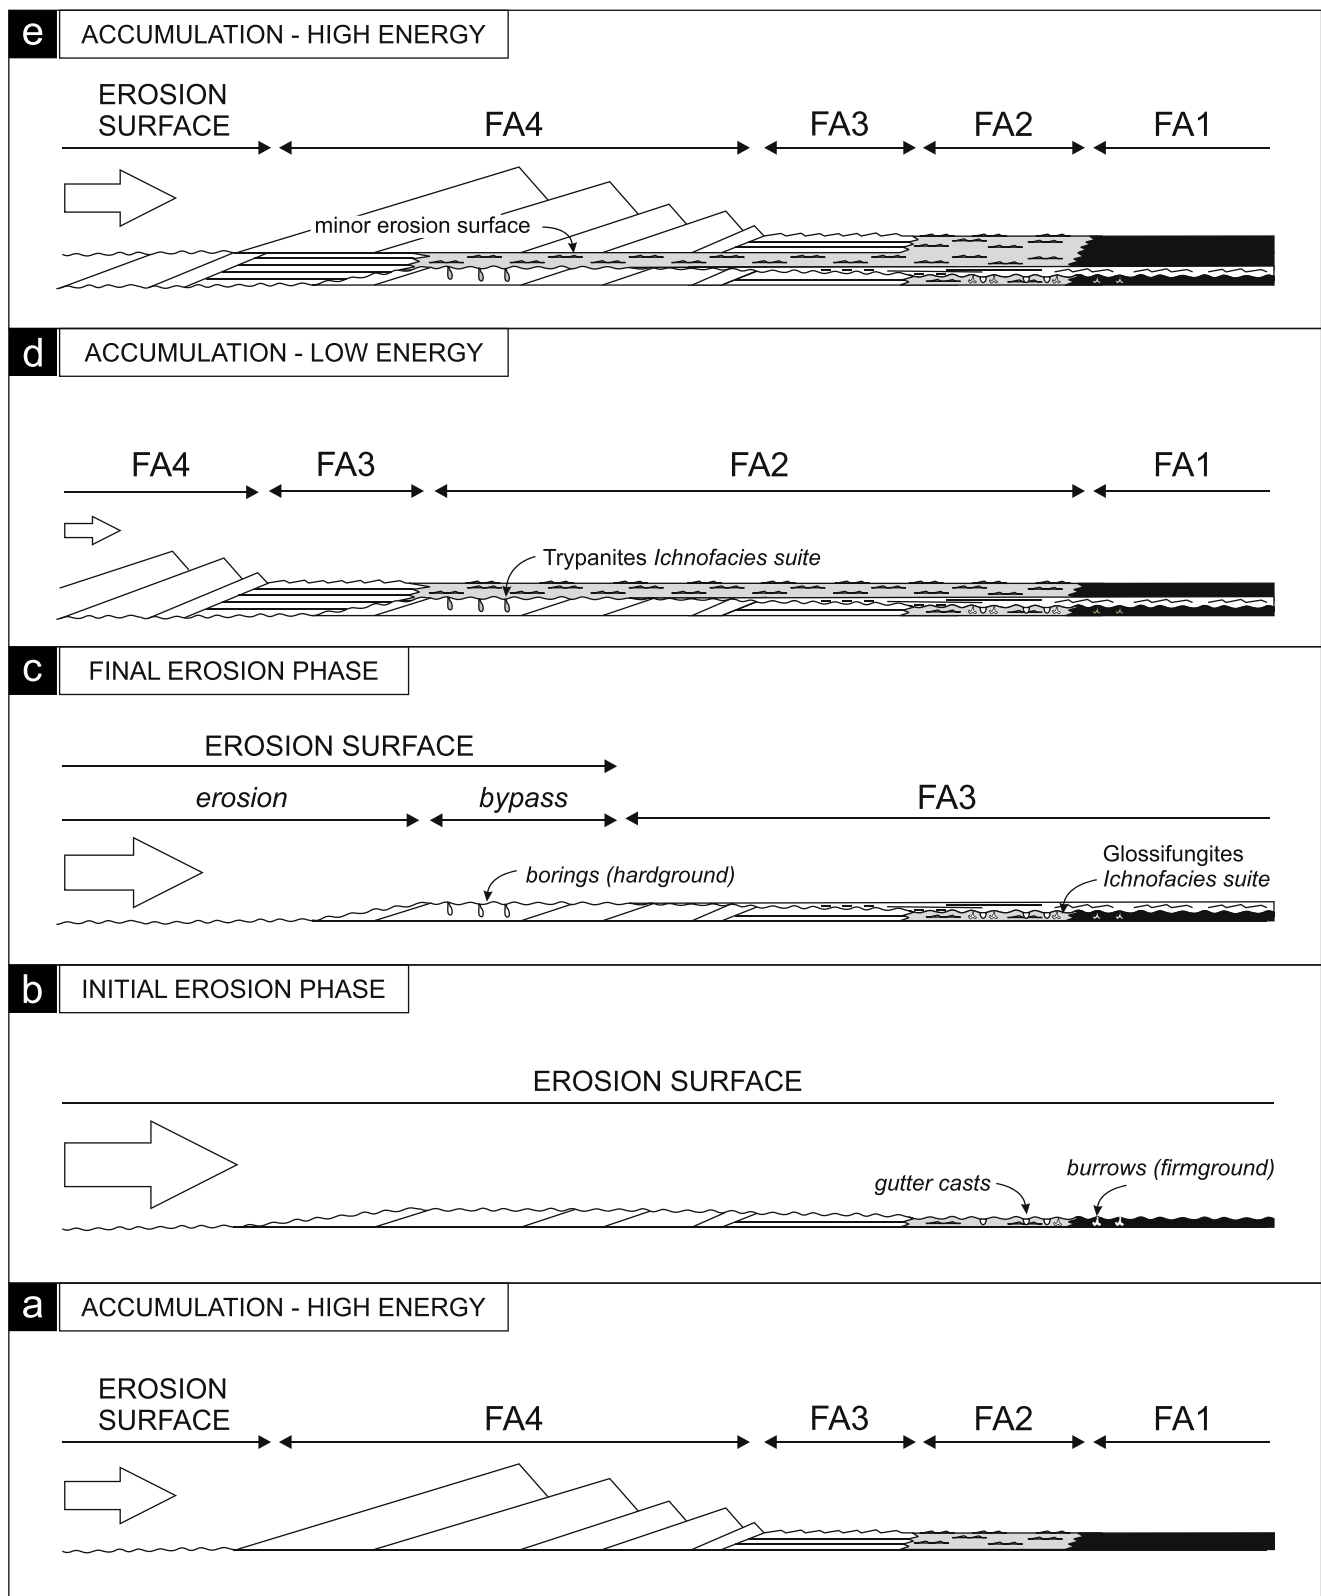 e ACCUMULATION - HIGH ENERGY
EROSION
SURFACE
FA4
FA3
FA2
FA1
minor erosion surface
d ACCUMULATION - LOW ENERGY
FA4
FA3
FA2
FA1
Trypanites Ichnofacies suite
c FINAL EROSION PHASE
EROSION SURFACE
erosion
bypass
FA3
borings (hardground)
Glossifungites
Ichnofacies suite
b INITIAL EROSION PHASE
EROSION SURFACE
gutter casts
burrows (firmground)
a ACCUMULATION - HIGH ENERGY
EROSION
SURFACE
FA4
FA3
FA2
FA1